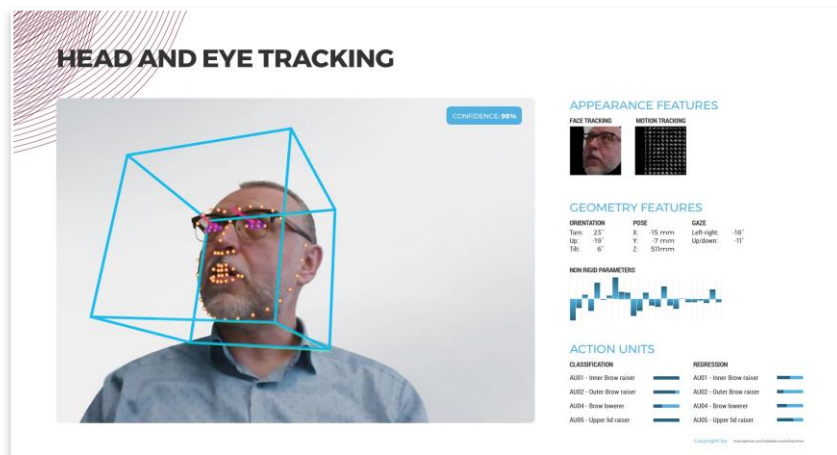 HEAD AND EYE TRACKING
CONFIDENCE: 98%
APPEARANCE FEATURES
FACE TRACKING MOTION TRACKING
GEOMETRY FEATURES
ORIENTATION POSE GAZE
Turn: 23° X: -15 mm Left-right: -18°
Up: -19° Y: -7 mm Up/down: -11°
Tilt: 6° Z: 511mm
NON RIGID PARAMETERS
ACTION UNITS
CLASSIFICATION REGRESSION
AU01 - Inner Brow raiser AU01 - Inner Brow raiser
AU02 - Outer Brow raiser AU02 - Outer Brow raiser
AU04 - Brow lowerer AU04 - Brow lowerer
AU05 - Upper lid raiser AU05 - Upper lid raiser
Copyright by